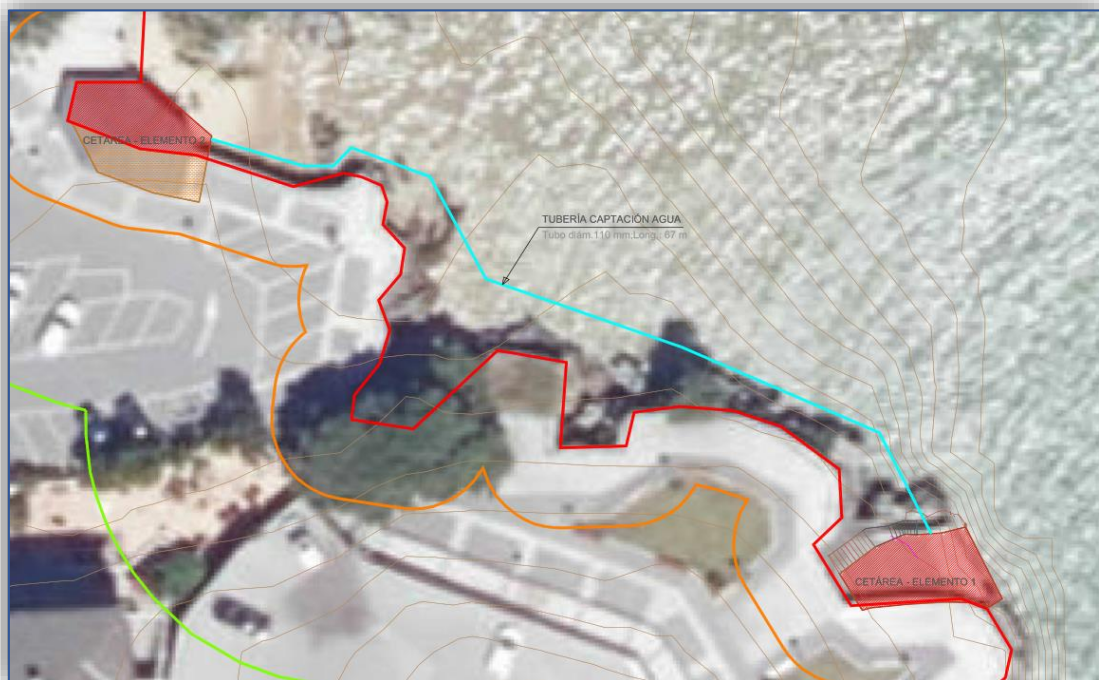 CETÁREA - ELEMENTO 2
TUBERÍA CAPTACIÓN AGUA
Tubo diám.110 mm.Long.: 67 m
CETÁREA - ELEMENTO 1